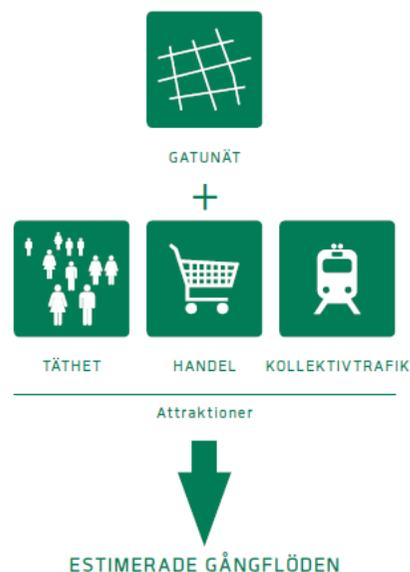 GATUNÄT
+
TÄTHET HANDEL KOLLEKTIVTRAFIK
Attraktioner
ESTIMERADE GÅNGFLÖDEN